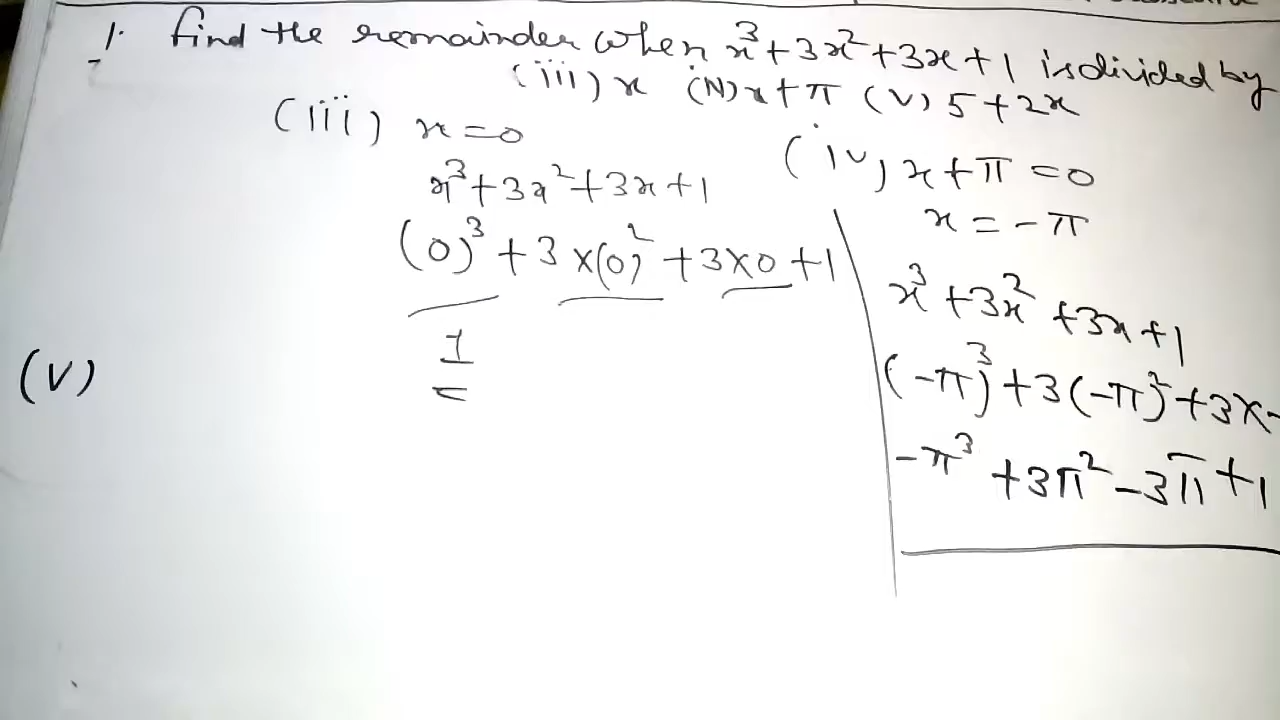 1. find the remainder when x³+3x²+3x+1 is divided by
(iii) x (iv) x+π (v) 5+2x
(iii) x=0
x³+3x²+3x+1
(0)³+3×(0)²+3×0+1
1
(iv) x+π=0
x=-π
x³+3x²+3x+1
(-π)³+3(-π)²+3×-
-π³+3π²-3π+1
(v)